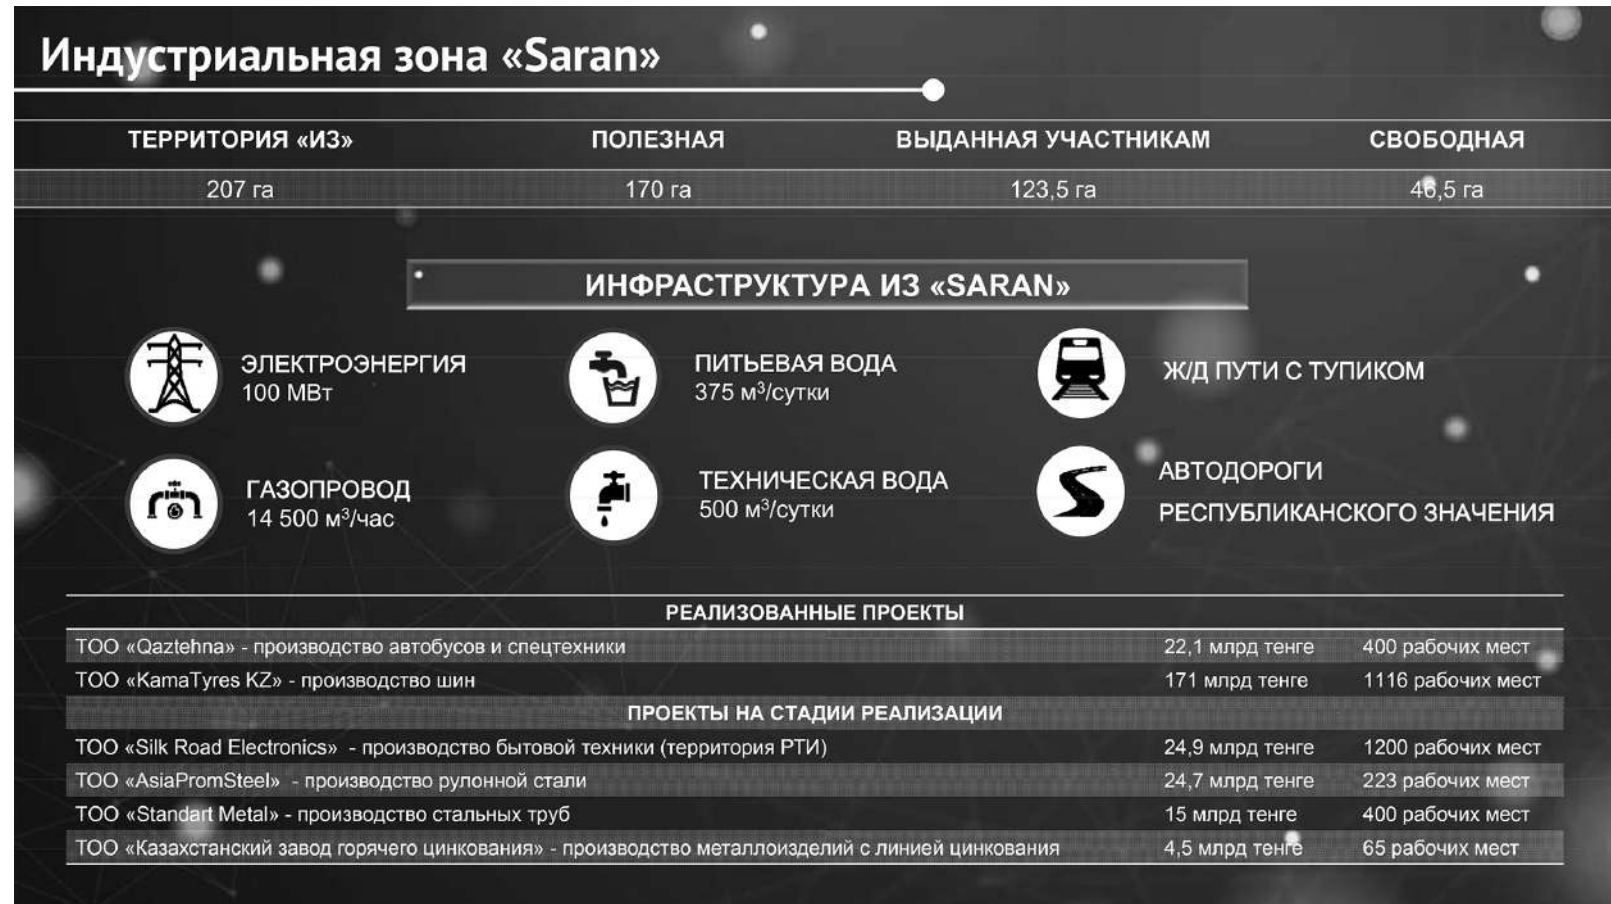 Индустриальная зона «Saran»
ТЕРРИТОРИЯ «ИЗ» ПОЛЕЗНАЯ ВЫДАННАЯ УЧАСТНИКАМ СВОБОДНАЯ
207 га 170 га 123,5 га 46,5 га
ИНФРАСТРУКТУРА ИЗ «SARAN»
ЭЛЕКТРОЭНЕРГИЯ
100 МВт
ПИТЬЕВАЯ ВОДА
375 м³/сутки
Ж/Д ПУТИ С ТУПИКОМ
ГАЗОПРОВОД
14 500 м³/час
ТЕХНИЧЕСКАЯ ВОДА
500 м³/сутки
АВТОДОРОГИ
РЕСПУБЛИКАНСКОГО ЗНАЧЕНИЯ
РЕАЛИЗОВАННЫЕ ПРОЕКТЫ
ТОО «Qaztehna» - производство автобусов и спецтехники 22,1 млрд тенге 400 рабочих мест
ТОО «KamaTyres KZ» - производство шин 171 млрд тенге 1116 рабочих мест
ПРОЕКТЫ НА СТАДИИ РЕАЛИЗАЦИИ
ТОО «Silk Road Electronics» - производство бытовой техники (территория РТИ) 24,9 млрд тенге 1200 рабочих мест
ТОО «AsiaPromSteel» - производство рулонной стали 24,7 млрд тенге 223 рабочих мест
ТОО «Standart Metal» - производство стальных труб 15 млрд тенге 400 рабочих мест
ТОО «Казахстанский завод горячего цинкования» - производство металлоизделий с линией цинкования 4,5 млрд тенге 65 рабочих мест